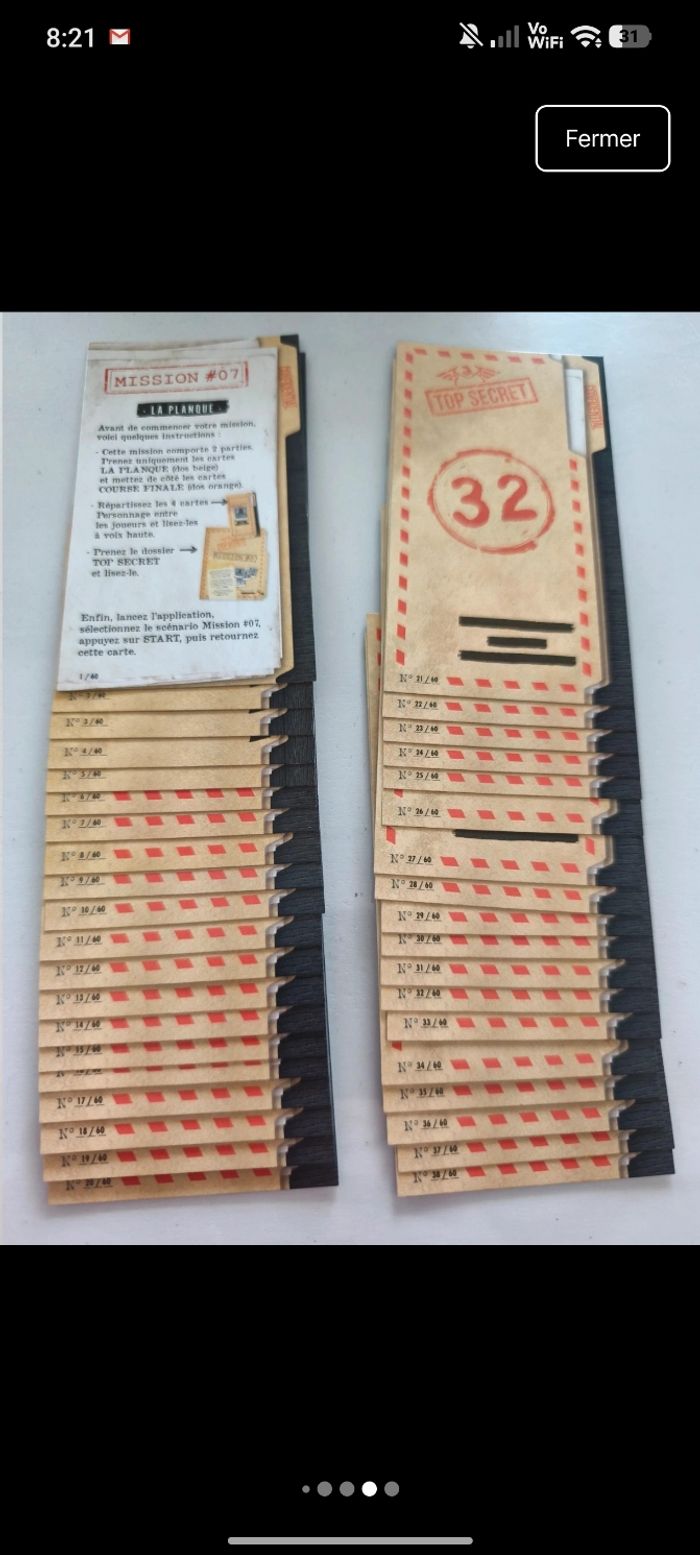 8:21
Vo
WiFi
31
Fermer
MISSION #07
LA PLANQUE
Avant de commencer votre mission,
voici quelques instructions :
- Cette mission comporte 2 parties.
Prenez uniquement les cartes
LA PLANQUE (dos beige)
et mettez de côté les cartes
COURSE FINALE (dos orange).
- Répartissez les 4 cartes
Personnage entre
les joueurs et lisez-les
à voix haute.
- Prenez le dossier
TOP SECRET
et lisez-le.
Enfin, lancez l'application,
sélectionnez le scénario Mission #07,
appuyez sur START, puis retournez
cette carte.
1/60
N° 2/60
N° 3/60
N° 4/60
N° 5/60
N° 6/60
N° 7/60
N° 8/60
N° 9/60
N° 10/60
N° 11/60
N° 12/60
N° 13/60
N° 14/60
N° 15/60
N° 17/60
N° 18/60
N° 19/60
N° 20/60
TOP SECRET
32
N° 21/60
N° 22/60
N° 23/60
N° 24/60
N° 25/60
N° 26/60
N° 27/60
N° 28/60
N° 29/60
N° 30/60
N° 31/60
N° 32/60
N° 33/60
N° 34/60
N° 35/60
N° 36/60
N° 37/60
N° 38/60